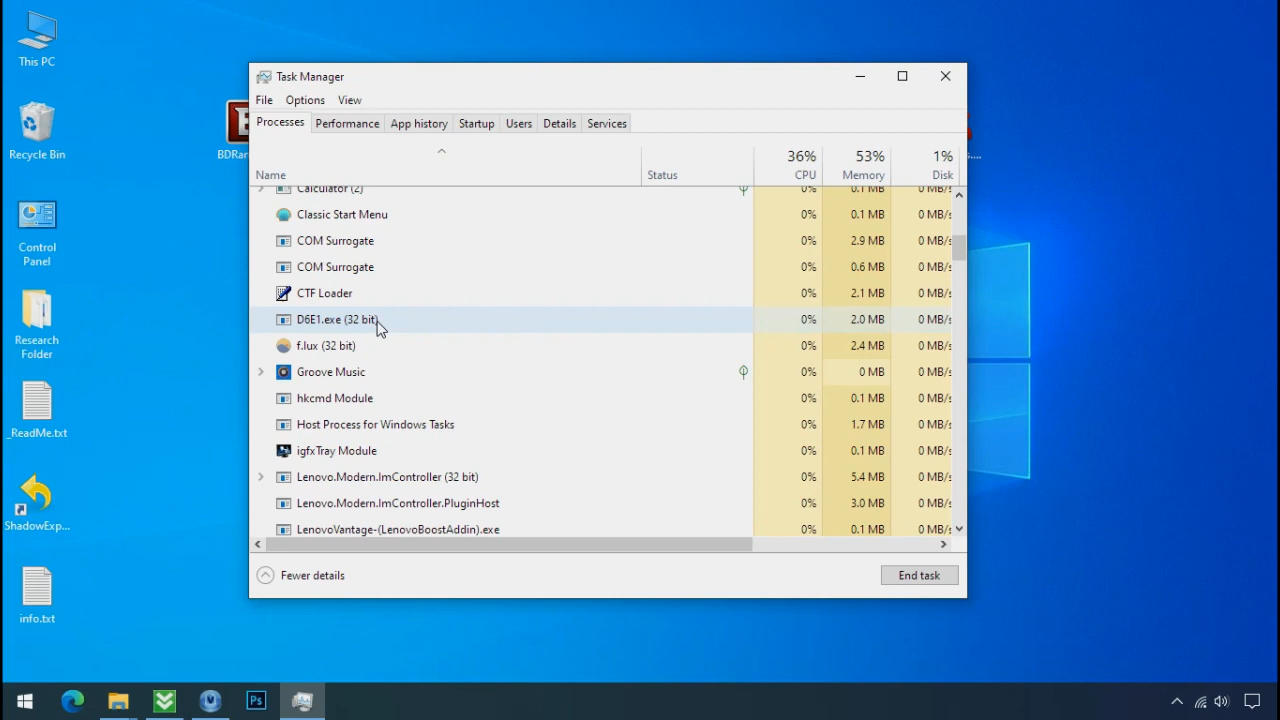 This PC
Recycle Bin
Control
Panel
Research
Folder
_ReadMe.txt
ShadowExp...
info.txt
Task Manager
File Options View
Processes Performance App history Startup Users Details Services
36% 53% 1%
Name Status CPU Memory Disk
Calculator (2) 0% 0.1 MB 0 MB/s
Classic Start Menu 0% 0.1 MB 0 MB/s
COM Surrogate 0% 2.9 MB 0 MB/s
COM Surrogate 0% 0.6 MB 0 MB/s
CTF Loader 0% 2.1 MB 0 MB/s
D6E1.exe (32 bit) 0% 2.0 MB 0 MB/s
f.lux (32 bit) 0% 2.4 MB 0 MB/s
Groove Music 0% 0 MB 0 MB/s
hkcmd Module 0% 0.1 MB 0 MB/s
Host Process for Windows Tasks 0% 1.7 MB 0 MB/s
igfxTray Module 0% 0.1 MB 0 MB/s
Lenovo.Modern.ImController (32 bit) 0% 5.4 MB 0 MB/s
Lenovo.Modern.ImController.PluginHost 0% 3.0 MB 0 MB/s
LenovoVantage-(LenovoBoostAddin).exe 0% 0.1 MB 0 MB/s
Fewer details End task
Ps